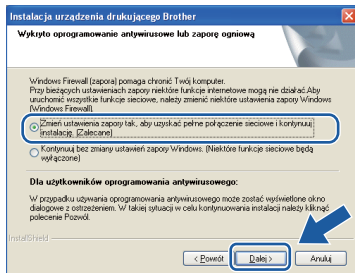 Instalacja urządzenia drukującego Brother
Wykryto oprogramowanie antywirusowe lub zaporę ogniową
Windows Firewall (zapora) pomaga chronić Twój komputer.
Przy bieżących ustawieniach zapory niektóre funkcje internetowe mogą nie działać.Aby
uruchomić wszystkie funkcje sieciowe, należy zmienić niektóre ustawienia zapory Windows
(Windows Firewall).
Zmień ustawienia zapory tak, aby uzyskać pełne połączenie sieciowe i kontynuuj
instalację. (Zalecane)
Kontynuuj bez zmiany ustawień zapory Windows. (Niektóre funkcje sieciowe będą
wyłączone)
Dla użytkowników oprogramowania antywirusowego:
W przypadku używania oprogramowania antywirusowego może zostać wyświetlone okno
dialogowe z ostrzeżeniem. W takiej sytuacji w celu kontynuowania instalacji należy kliknąć
polecenie Pozwól.
InstallShield
< Powrót
Dalej >
Anuluj